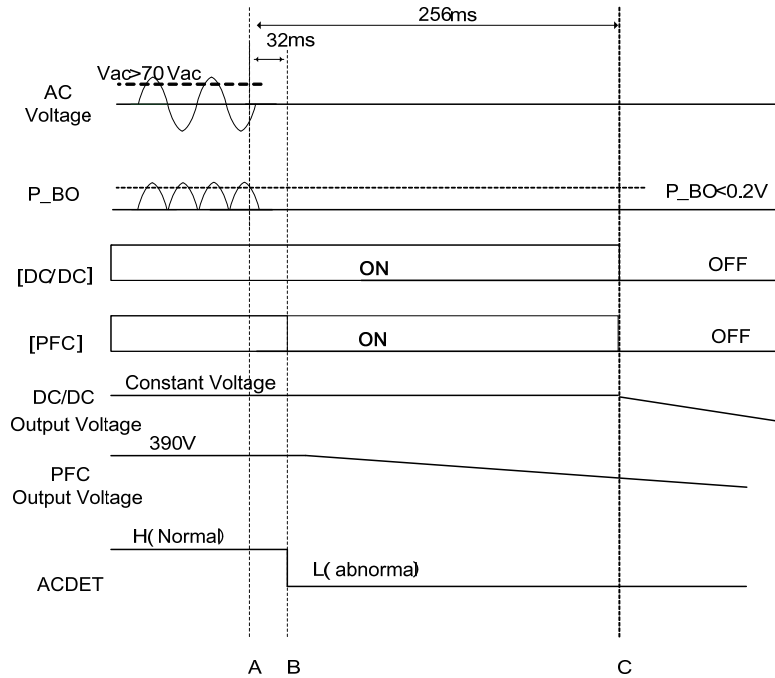 256ms
32ms
Vac>70 Vac
AC
Voltage
P_BO
P_BO<0.2V
[DC/DC]
ON
OFF
[PFC]
ON
OFF
DC/DC
Output Voltage
Constant Voltage
390V
PFC
Output Voltage
H( Normal)
ACDET
L( abnormal)
A
B
C